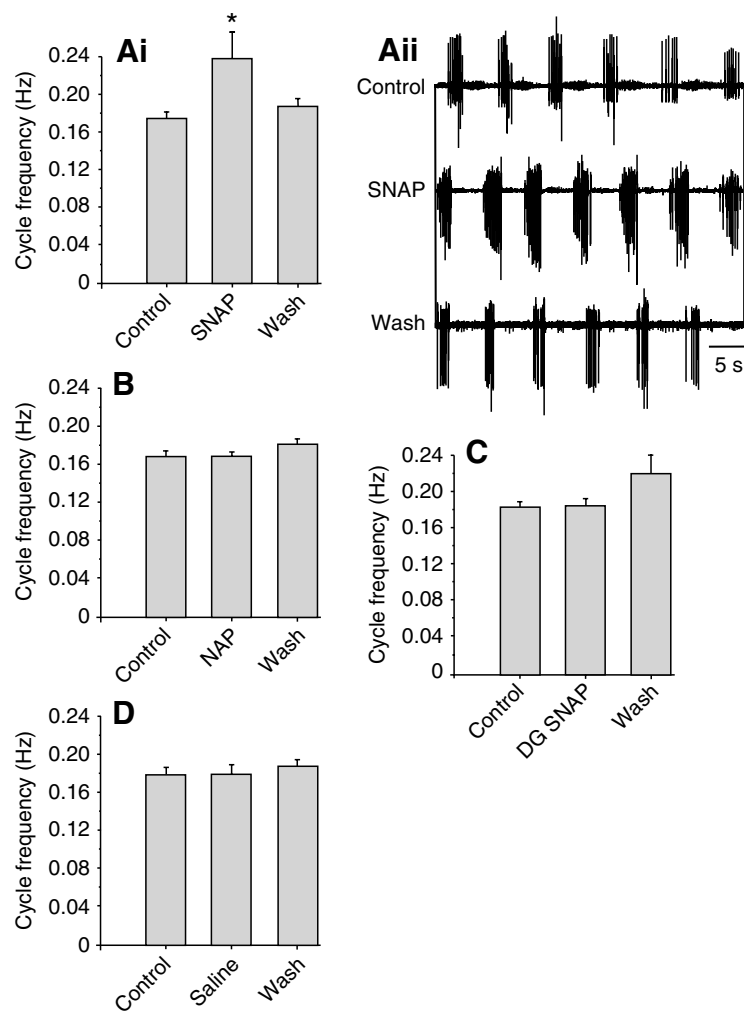 Ai
*
Cycle frequency (Hz)
0.24
0.20
0.16
0.12
0.08
0.04
0
Control
SNAP
Wash
Aii
Control
SNAP
Wash
5 s
B
Cycle frequency (Hz)
0.24
0.20
0.16
0.12
0.08
0.04
0
Control
NAP
Wash
C
Cycle frequency (Hz)
0.24
0.20
0.16
0.12
0.08
0.04
0
Control
DG SNAP
Wash
D
Cycle frequency (Hz)
0.24
0.20
0.16
0.12
0.08
0.04
0
Control
Saline
Wash